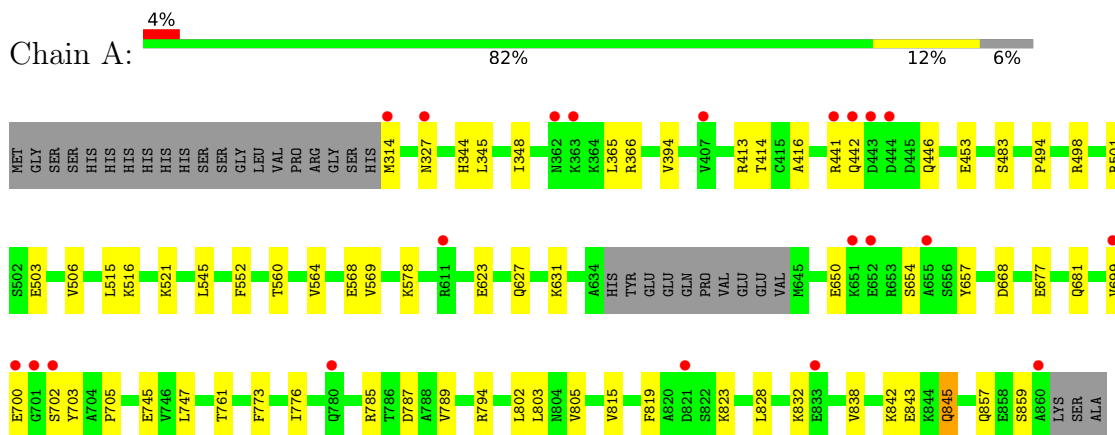 4%
Chain A:
82% 12% 6%
MET GLY SER SER HIS HIS HIS HIS HIS HIS SER SER GLY LEU VAL PRO ARG GLY SER HIS M314 N327 H344 L345 I348 N362 K363 K364 L365 R366 V394 V407 R413 T414 C415 A416 R441 Q442 D443 D444 D445 Q446 E453 S483 P494 R498
S502 E503 V506 L515 K516 K521 L545 F552 T560 V564 E568 V569 K578 R611 E623 Q627 K631 A634 HIS TYR GLU GLU GLN PRO VAL GLU GLU VAL M645 E650 K651 E652 R653 S654 A655 S656 Y657 D668 E677 Q681
E700 G701 S702 Y703 A704 P705 E745 V746 L747 T761 F773 I776 Q780 R785 T786 D787 A788 V789 R794 L802 L803 N804 V805 V815 F819 A820 D821 S822 K823 L828 K832 E833 V838 K842 E843 K844 Q845 Q857 E858 S859 A860 LYS SER ALA